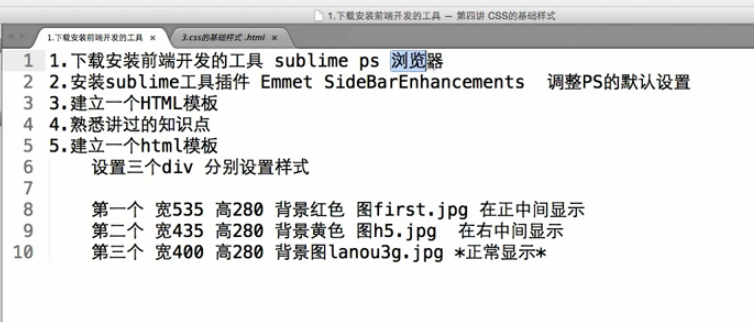 1.下载安装前端开发的工具 — 第四讲 CSS的基础样式
1.下载安装前端开发的工具 × 3.css的基础样式 .html ×
1 1.下载安装前端开发的工具 sublime ps 浏览器
2 2.安装sublime工具插件 Emmet SideBarEnhancements 调整PS的默认设置
3 3.建立一个HTML模板
4 4.熟悉讲过的知识点
5 5.建立一个html模板
6 设置三个div 分别设置样式
7
8 第一个 宽535 高280 背景红色 图first.jpg 在正中间显示
9 第二个 宽435 高280 背景黄色 图h5.jpg 在右中间显示
10 第三个 宽400 高280 背景图lanou3g.jpg *正常显示*